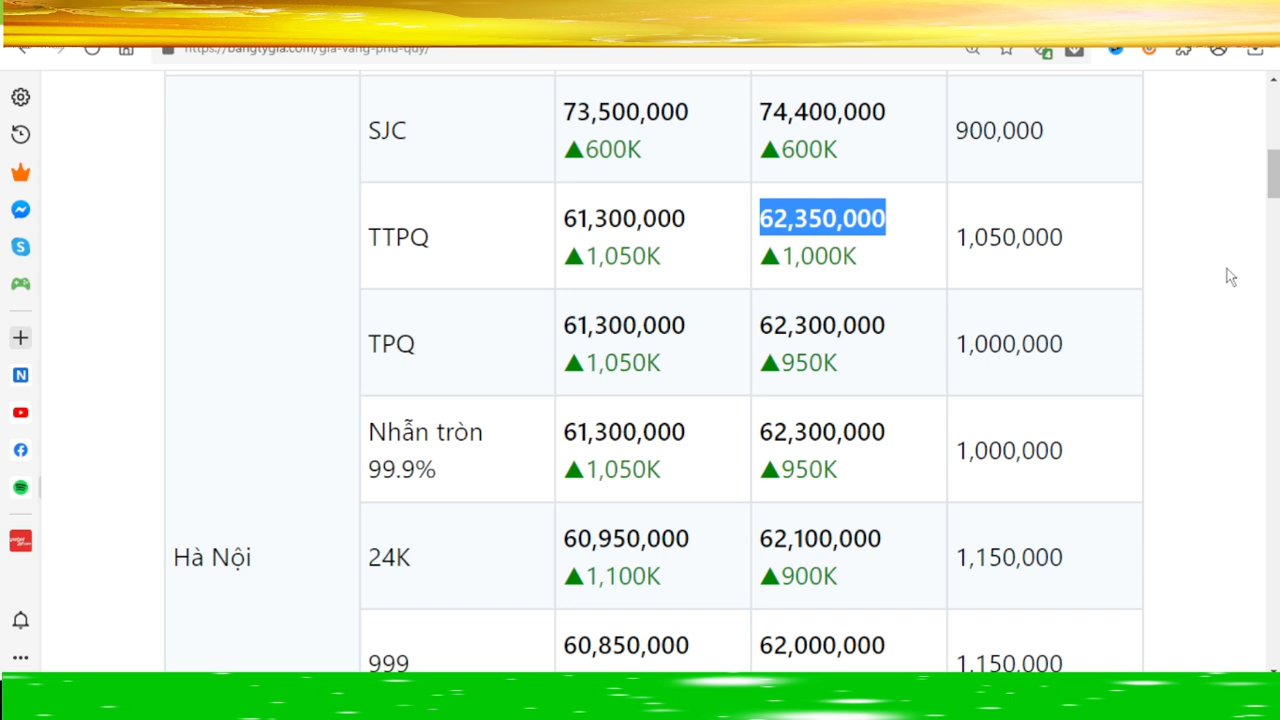 https://bangtygia.com/gia-vang-phu-quy/
SJC
73,500,000
74,400,000
900,000
▲600K
▲600K
TTPQ
61,300,000
62,350,000
1,050,000
▲1,050K
▲1,000K
TPQ
61,300,000
62,300,000
1,000,000
▲1,050K
▲950K
Nhẫn tròn
99.9%
61,300,000
62,300,000
1,000,000
▲1,050K
▲950K
Hà Nội
24K
60,950,000
62,100,000
1,150,000
▲1,100K
▲900K
999
60,850,000
62,000,000
1,150,000